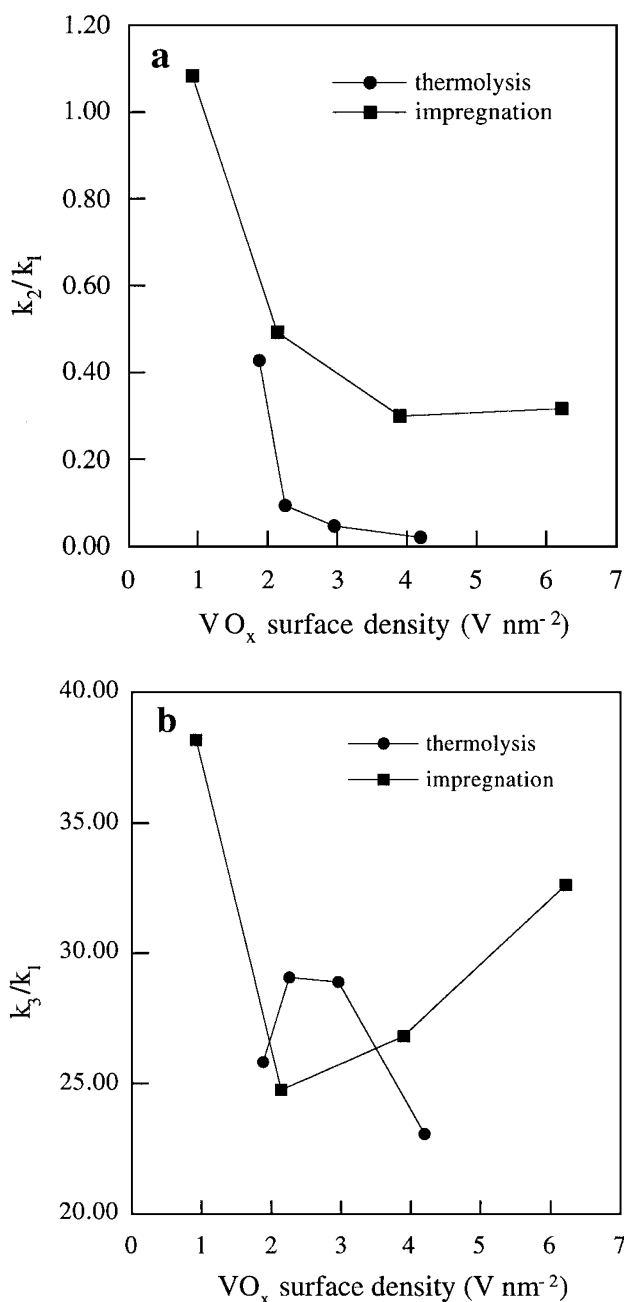 a
thermolysis
impregnation
1.20
1.00
0.80
0.60
0.40
0.20
0.00
k₂/k₁
0 1 2 3 4 5 6 7
VOₓ surface density (V nm⁻²)
b
thermolysis
impregnation
40.00
35.00
30.00
25.00
20.00
k₃/k₁
0 1 2 3 4 5 6 7
VOₓ surface density (V nm⁻²)